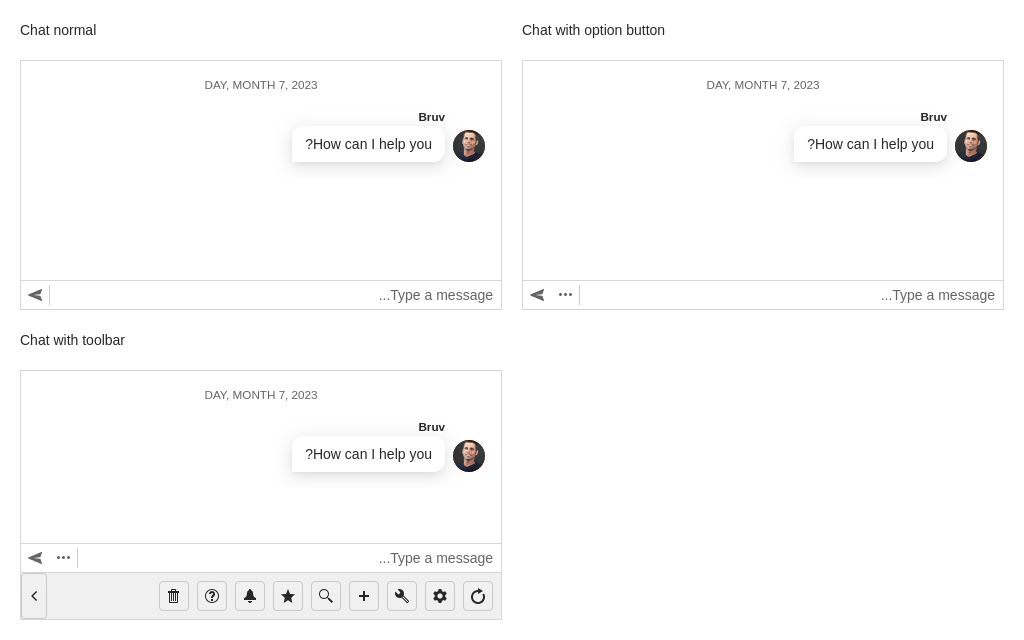 Chat normal
Chat with option button
DAY, MONTH 7, 2023
DAY, MONTH 7, 2023
Bruv
Bruv
?How can I help you
?How can I help you
...Type a message
...Type a message
Chat with toolbar
DAY, MONTH 7, 2023
Bruv
?How can I help you
...Type a message